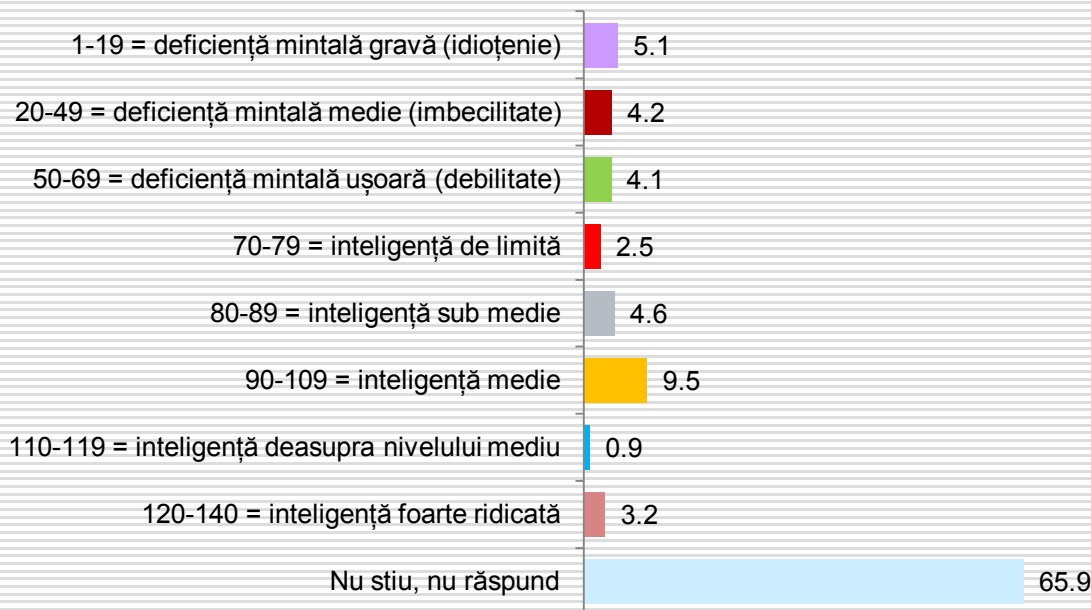 1-19 = deficiență mintală gravă (idioțenie) 5.1
20-49 = deficiență mintală medie (imbecilitate) 4.2
50-69 = deficiență mintală ușoară (debilitate) 4.1
70-79 = inteligență de limită 2.5
80-89 = inteligență sub medie 4.6
90-109 = inteligență medie 9.5
110-119 = inteligență deasupra nivelului mediu 0.9
120-140 = inteligență foarte ridicată 3.2
Nu stiu, nu răspund 65.9